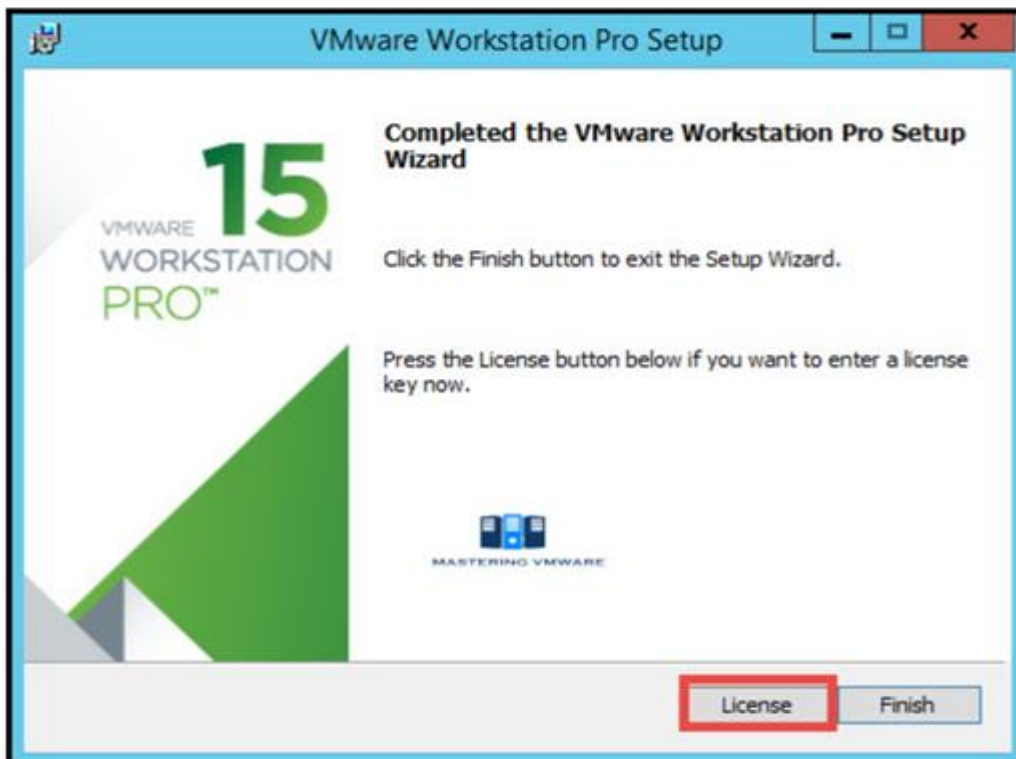 VMware Workstation Pro Setup
Completed the VMware Workstation Pro Setup
Wizard
15
VMWARE
WORKSTATION
PRO™
Click the Finish button to exit the Setup Wizard.
Press the License button below if you want to enter a license
key now.
MASTERING VMWARE
License Finish